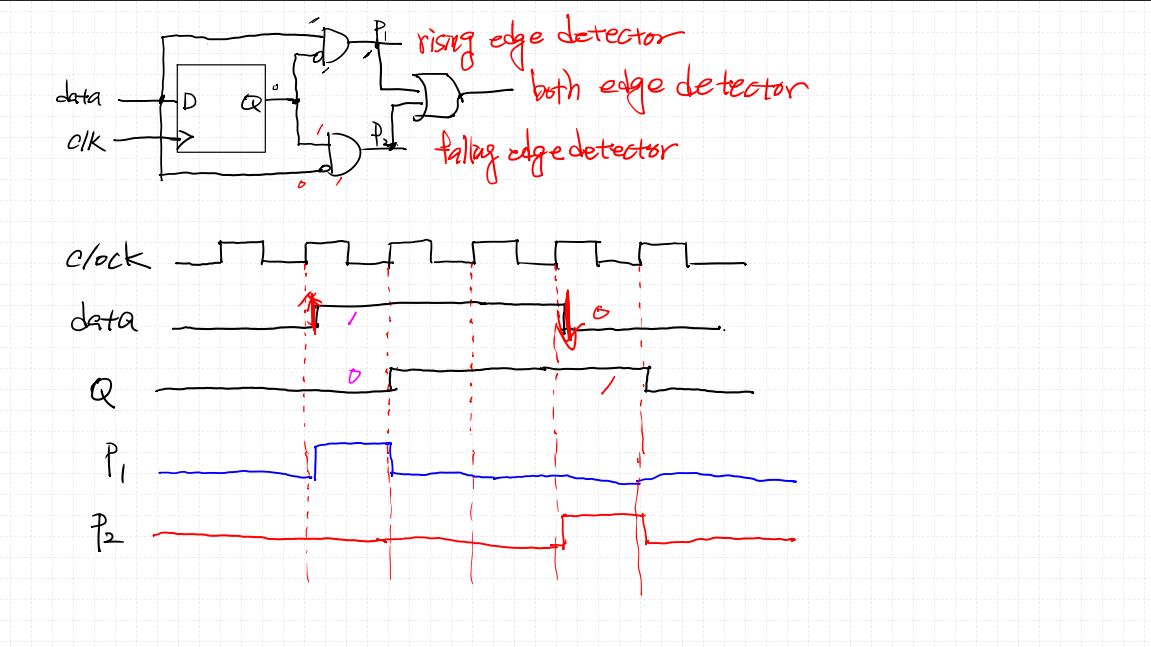 P1 rising edge detector
0
data D Q both edge detector
clk
1 P2
falling edge detector
0 1
clock
data 1 0
Q 0 1
P1
P2